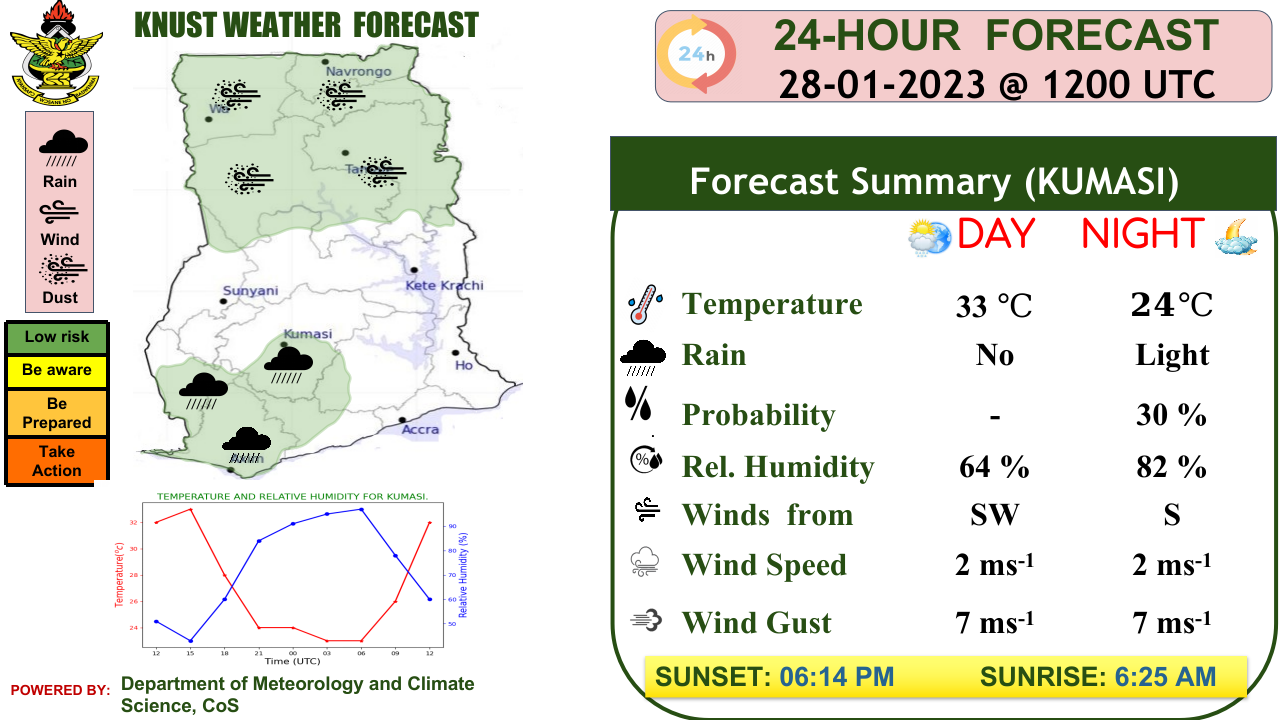 KNUST WEATHER  FORECAST
Navrongo
Wa
Kete Krachi
Sunyani
Kumasi
Ho
Accra
Rain
Wind
Dust
Low risk
Be aware
Be
Prepared
Take
Action
TEMPERATURE AND RELATIVE HUMIDITY FOR KUMASI.
Temperature(°c)
32
30
28
26
24
Relative Humidity (%)
90
80
70
60
50
12 15 18 21 00 03 06 09 12
Time (UTC)
POWERED BY: Department of Meteorology and Climate
Science, CoS
24h
24-HOUR  FORECAST
28-01-2023 @ 1200 UTC
Forecast Summary (KUMASI)
DAY NIGHT
Temperature 33 °C 24°C
Rain No Light
Probability - 30 %
% Rel. Humidity 64 % 82 %
Winds  from SW S
Wind Speed 2 ms-1 2 ms-1
Wind Gust 7 ms-1 7 ms-1
SUNSET: 06:14 PM SUNRISE: 6:25 AM